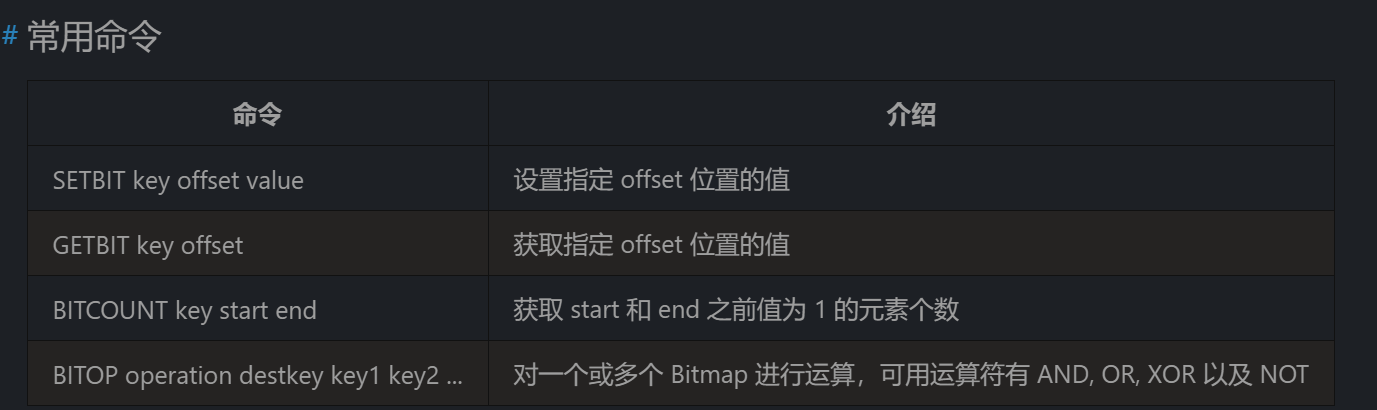 # 常用命令
命令 介绍
SETBIT key offset value 设置指定 offset 位置的值
GETBIT key offset 获取指定 offset 位置的值
BITCOUNT key start end 获取 start 和 end 之前值为 1 的元素个数
BITOP operation destkey key1 key2 ... 对一个或多个 Bitmap 进行运算，可用运算符有 AND, OR, XOR 以及 NOT